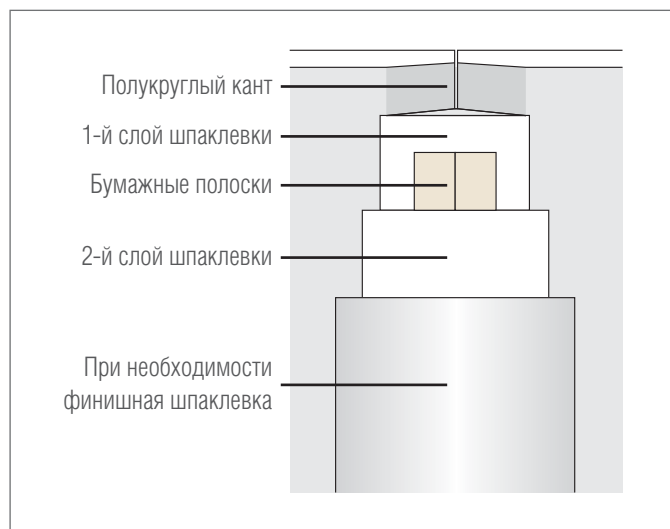 Полукруглый кант
1-й слой шпаклевки
Бумажные полоски
2-й слой шпаклевки
При необходимости
финишная шпаклевка